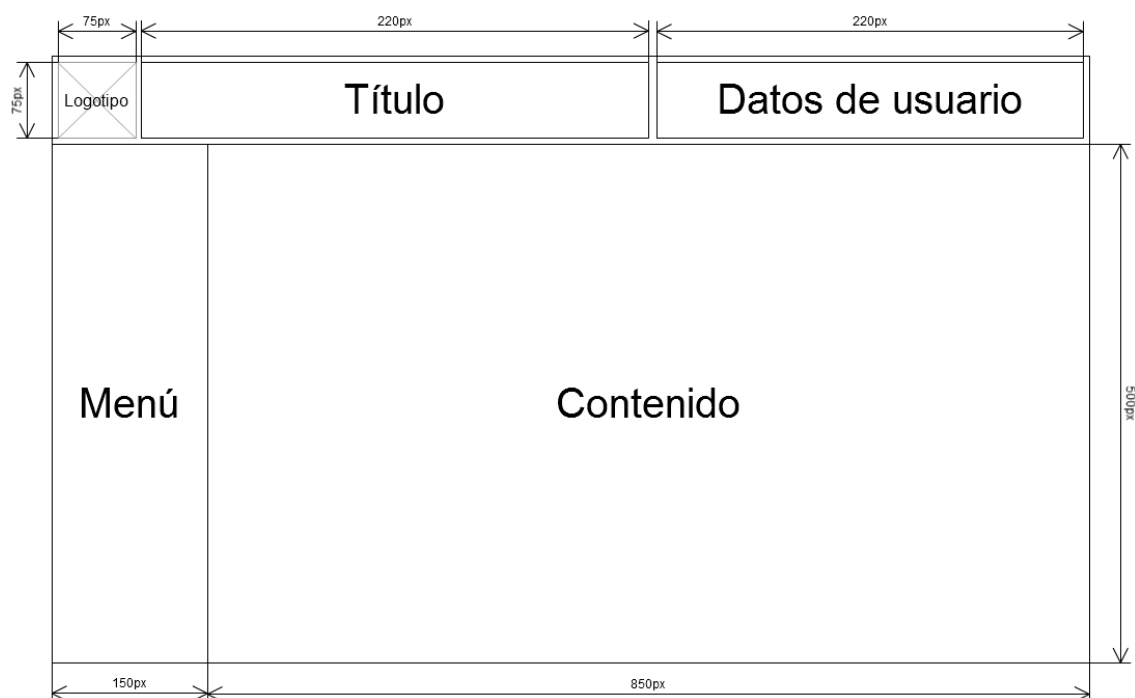 75px
220px
220px
75px
Logotipo
Título
Datos de usuario
Menú
Contenido
500px
150px
850px